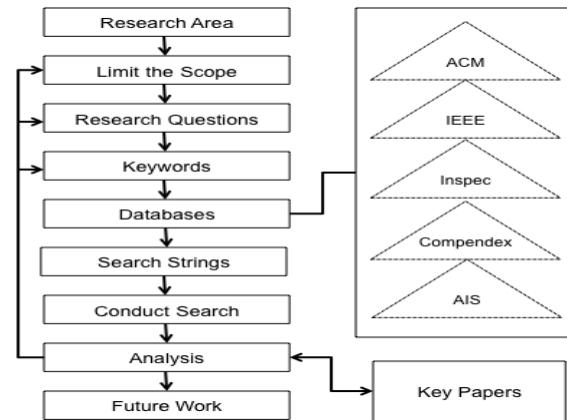 Research Area
Limit the Scope
Research Questions
Keywords
Databases
Search Strings
Conduct Search
Analysis
Future Work
ACM
IEEE
Inspec
Compendex
AIS
Key Papers